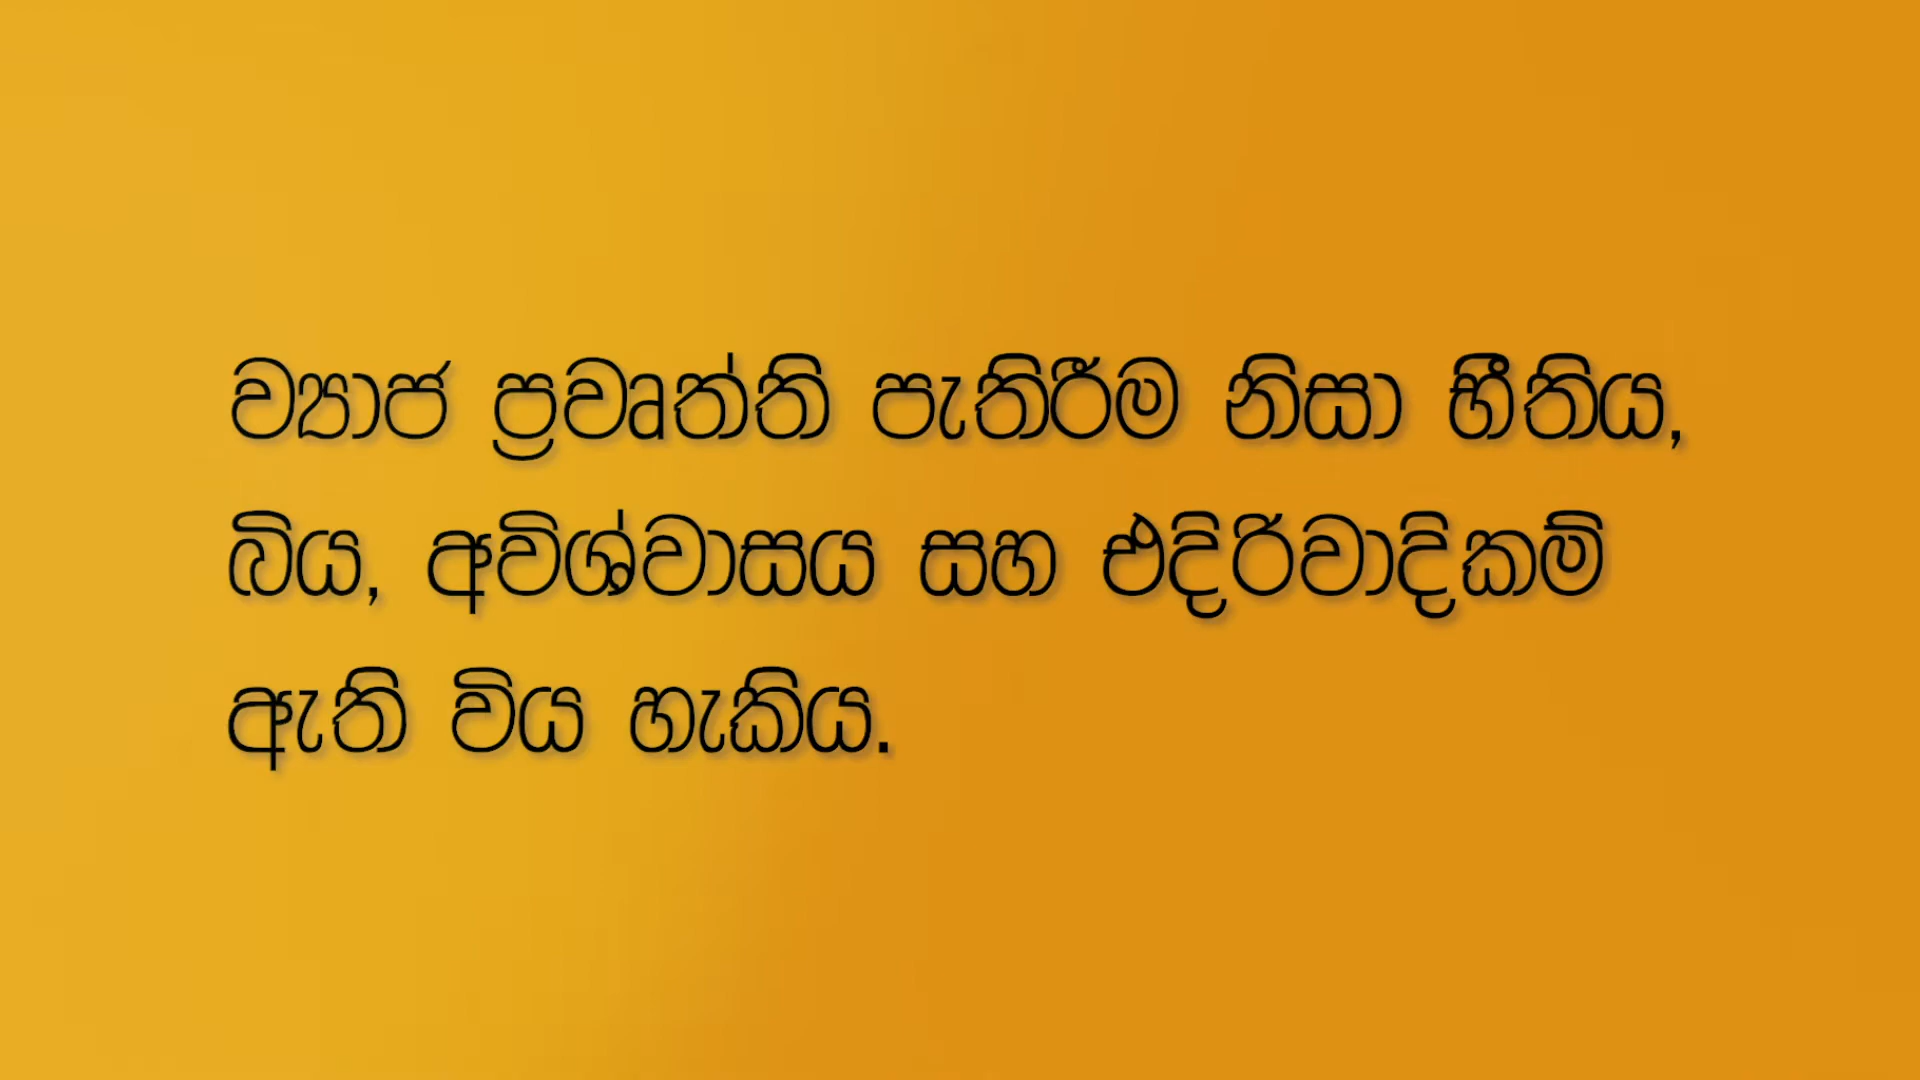 ව්‍යාජ ප්‍රවෘත්ති පැතිරීම නිසා භීතිය,
බිය, අවිශ්වාසය සහ එදිරිවාදිකම්
ඇති විය හැකිය.